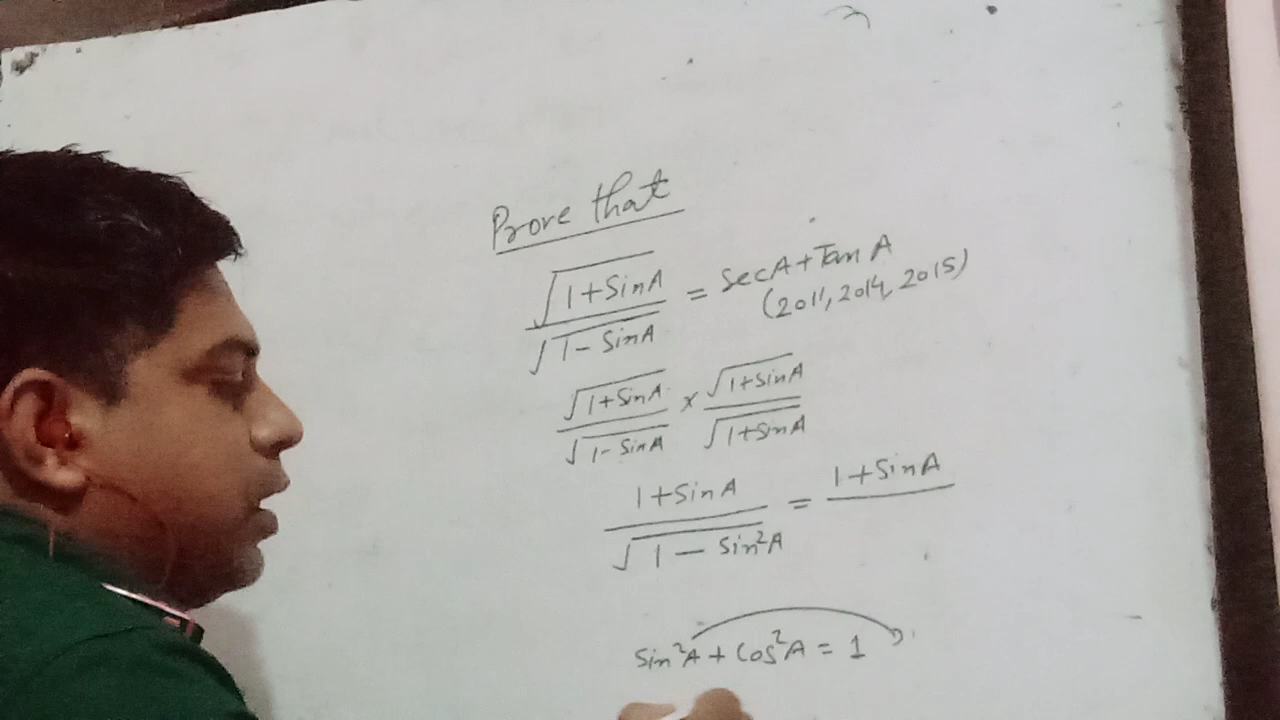 Prove that
√1+SinA / √1-SinA = SecA+TanA
(2011, 2014, 2015)
√1+SinA / √1-SinA × √1+SinA / √1+SinA
1+SinA / √1-Sin²A = 1+SinA
Sin²A+Cos²A=1